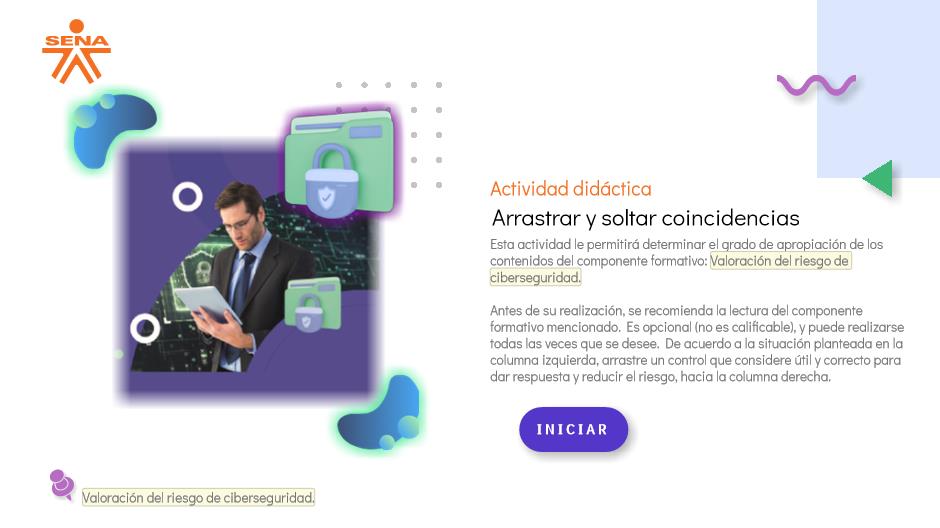 SENA
Actividad didáctica
Arrastrar y soltar coincidencias
Esta actividad le permitirá determinar el grado de apropiación de los
contenidos del componente formativo: Valoración del riesgo de
ciberseguridad.
Antes de su realización, se recomienda la lectura del componente
formativo mencionado. Es opcional (no es calificable), y puede realizarse
todas las veces que se desee. De acuerdo a la situación planteada en la
columna izquierda, arrastre un control que considere útil y correcto para
dar respuesta y reducir el riesgo, hacia la columna derecha.
INICIAR
Valoración del riesgo de ciberseguridad.